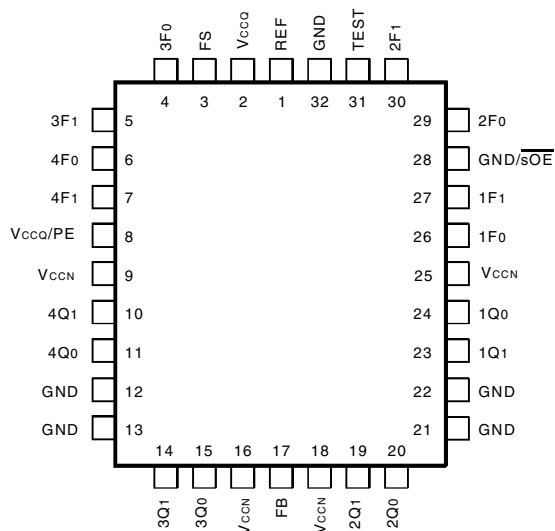 3F0 FS VCCQ REF GND TEST 2F1
4 3 2 1 32 31 30
3F1 5 29 2F0
4F0 6 28 GND/sOE
4F1 7 27 1F1
VCCQ/PE 8 26 1F0
VCCN 9 25 VCCN
4Q1 10 24 1Q0
4Q0 11 23 1Q1
GND 12 22 GND
GND 13 21 GND
14 15 16 17 18 19 20
3Q1 3Q0 VCCN FB VCCN 2Q1 2Q0